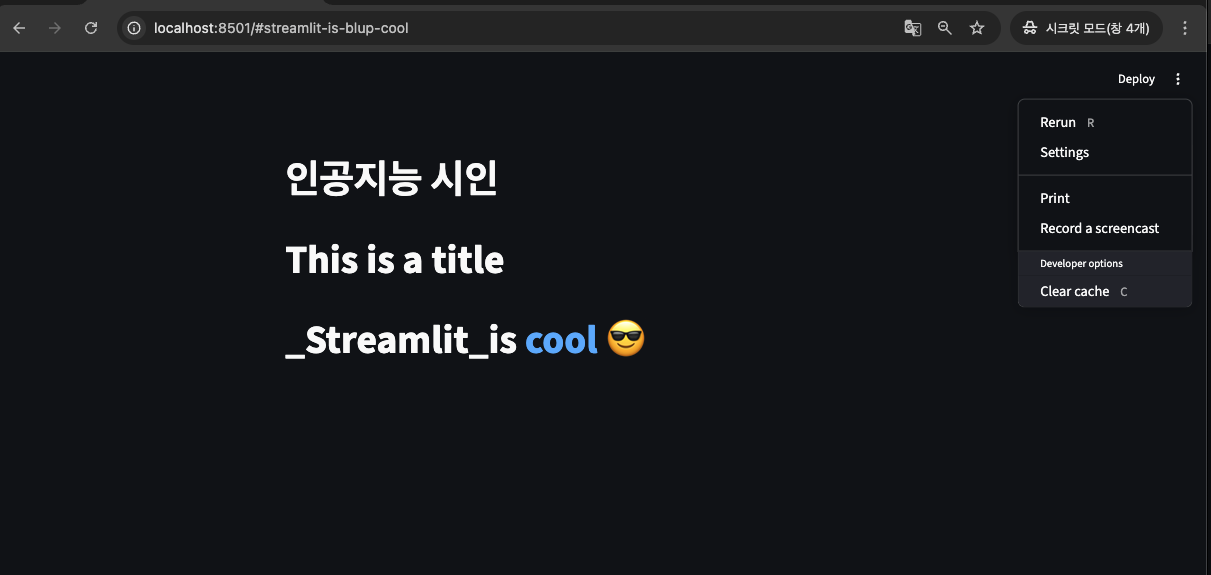 localhost:8501/#streamlit-is-blup-cool
시크릿 모드(창 4개)
Deploy
Rerun R
Settings
Print
Record a screencast
Developer options
Clear cache C
인공지능 시인
This is a title
_Streamlit_is cool 😎